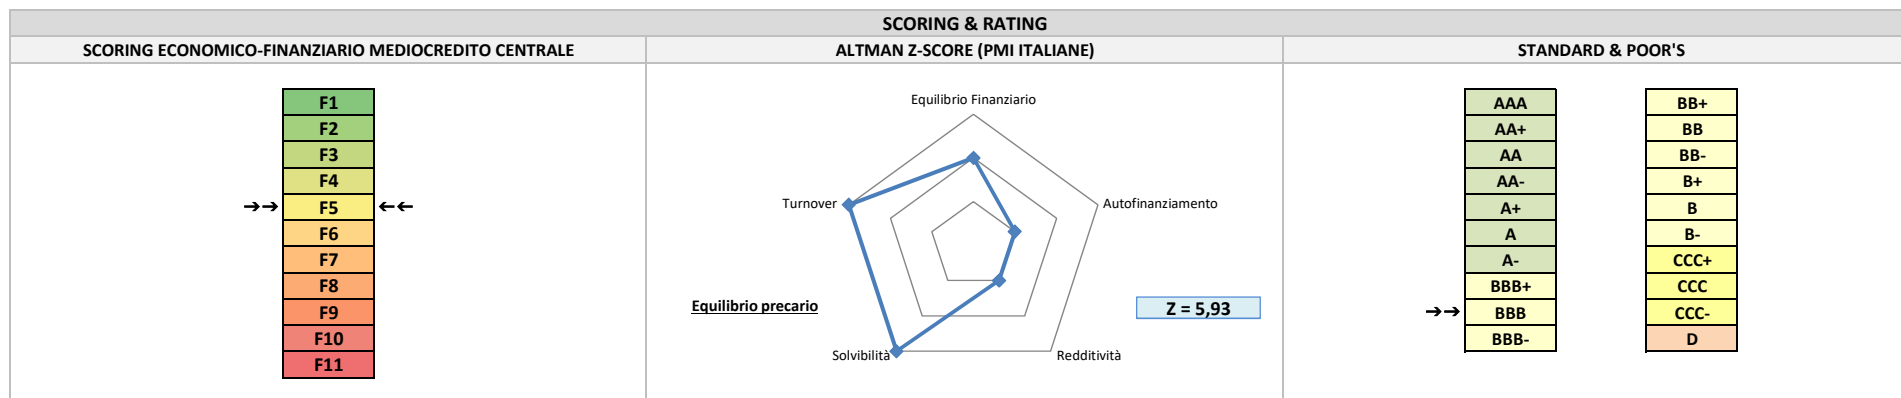 SCORING & RATING
SCORING ECONOMICO-FINANZIARIO MEDIOCREDITO CENTRALE
F1
F2
F3
F4
➔➔ F5 ←←
F6
F7
F8
F9
F10
F11
ALTMAN Z-SCORE (PMI ITALIANE)
Equilibrio Finanziario
Turnover
Autofinanziamento
Equilibrio precario
Z = 5,93
Solvibilità
Redditività
STANDARD & POOR'S
AAA
AA+
AA
AA-
A+
A
A-
BBB+
➔➔ BBB
BBB-
BB+
BB
BB-
B+
B
B-
CCC+
CCC
CCC-
D